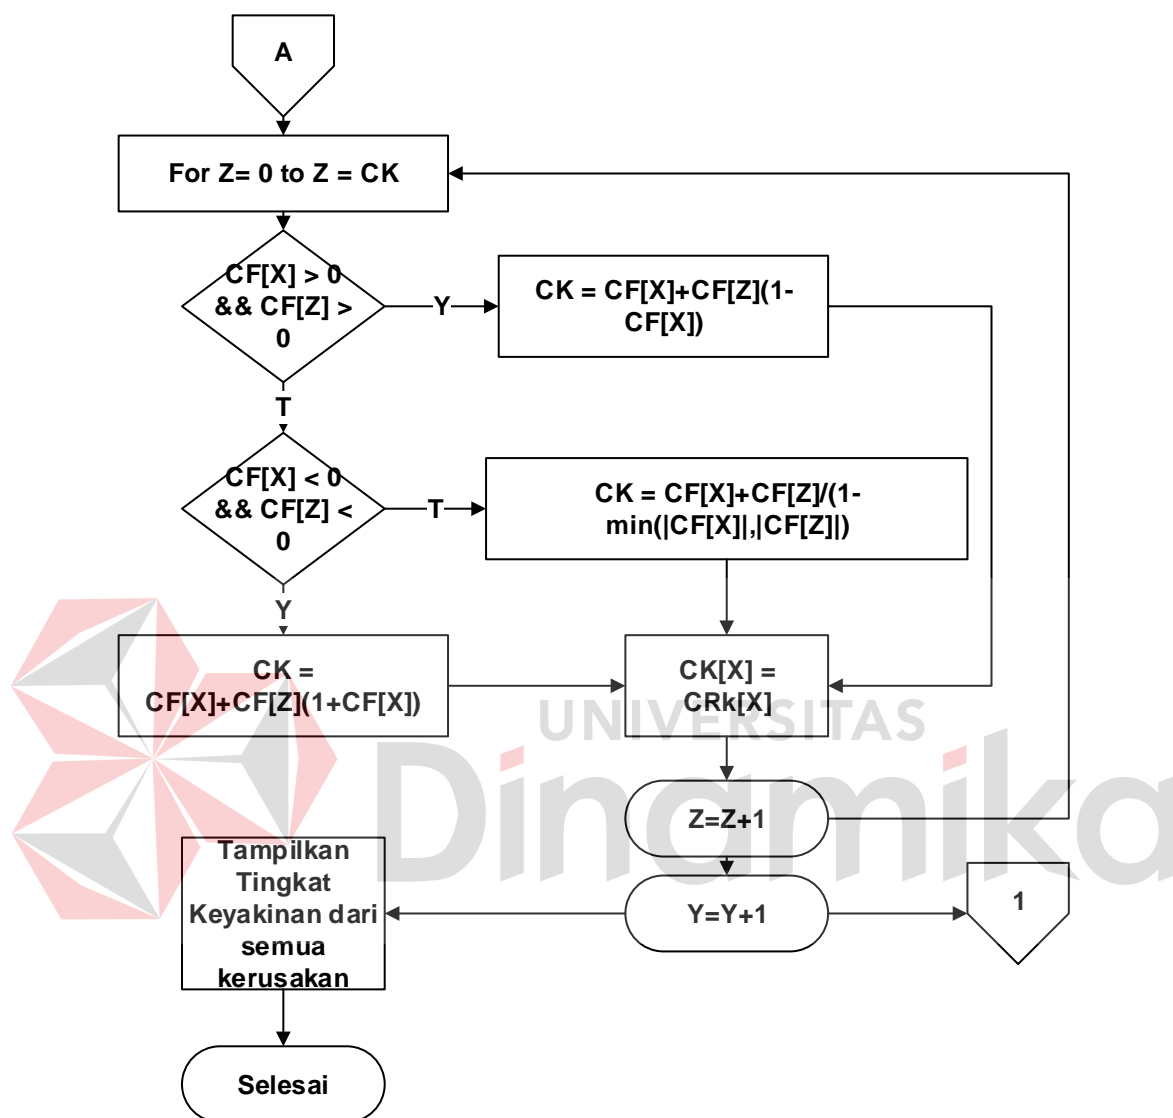 A
For Z= 0 to Z = CK
CF[X] > 0
&& CF[Z] >
0
Y
CK = CF[X]+CF[Z](1-
CF[X])
T
CF[X] < 0
&& CF[Z] <
0
T
CK = CF[X]+CF[Z]/(1-
min(|CF[X]|,|CF[Z]|)
Y
CK =
CF[X]+CF[Z](1+CF[X])
CK[X] =
CRk[X]
UNIVERSITAS
Dinamika
Z=Z+1
Tampilkan
Tingkat
Keyakinan dari
semua
kerusakan
Y=Y+1
1
Selesai